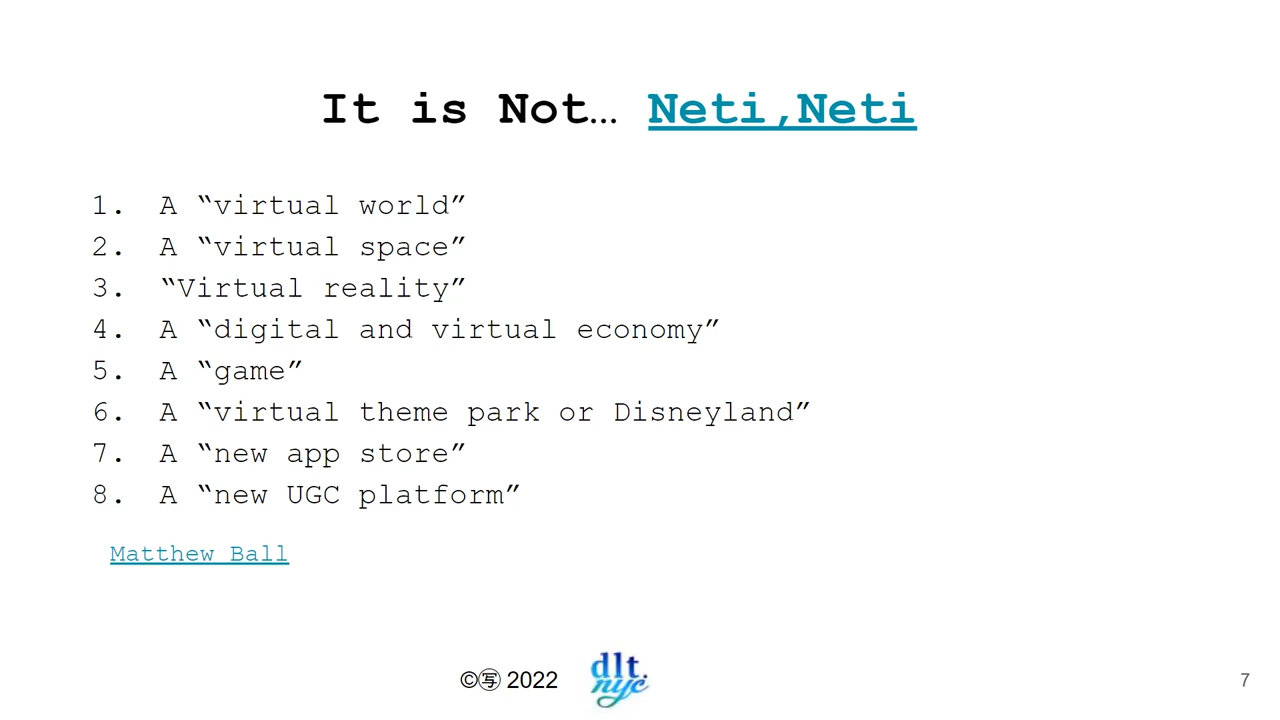 It is Not… Neti,Neti
1. A “virtual world”
2. A “virtual space”
3. “Virtual reality”
4. A “digital and virtual economy”
5. A “game”
6. A “virtual theme park or Disneyland”
7. A “new app store”
8. A “new UGC platform”
Matthew Ball
©㊢ 2022
dlt.
nyc
7